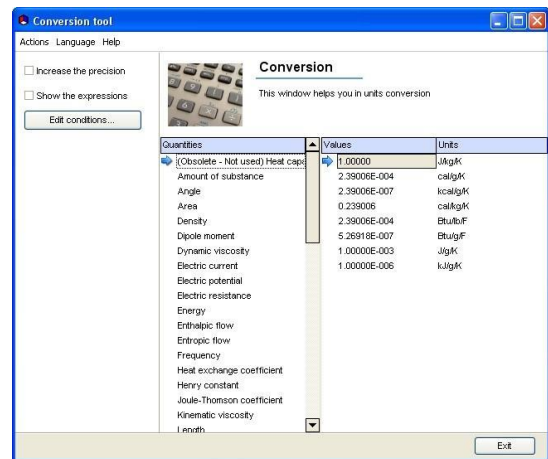 Conversion tool
Actions Language Help
Increase the precision
Show the expressions
Edit conditions...
Conversion
This window helps you in units conversion
Quantities Values Units
(Obsolete - Not used) Heat capa 1.00000 J/kg/K
Amount of substance 2.39006E-004 cal/g/K
Angle 2.39006E-007 kcal/g/K
Area 0.239006 cal/kg/K
Density 2.39006E-004 Btu/lb/F
Dipole moment 5.26918E-007 Btu/g/F
Dynamic viscosity 1.00000E-003 J/g/K
Electric current 1.00000E-006 kJ/g/K
Electric potential
Electric resistance
Energy
Enthalpic flow
Entropic flow
Frequency
Heat exchange coefficient
Henry constant
Joule-Thomson coefficient
Kinematic viscosity
Length
Exit